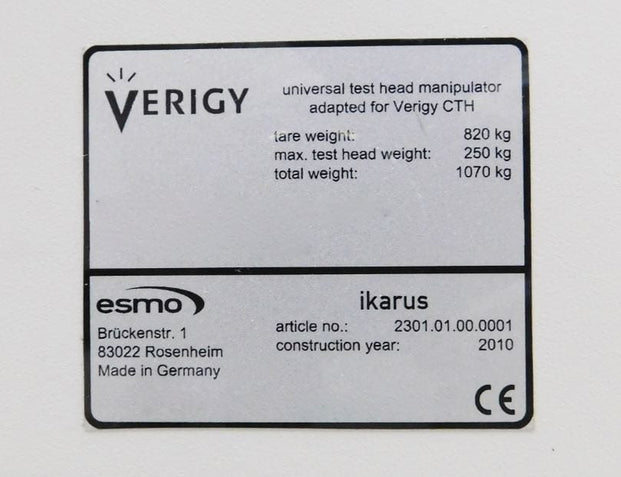 VERIGY
universal test head manipulator
adapted for Verigy CTH
tare weight: 820 kg
max. test head weight: 250 kg
total weight: 1070 kg
esmo
Brückenstr. 1
83022 Rosenheim
Made in Germany
ikarus
article no.: 2301.01.00.0001
construction year: 2010
CE